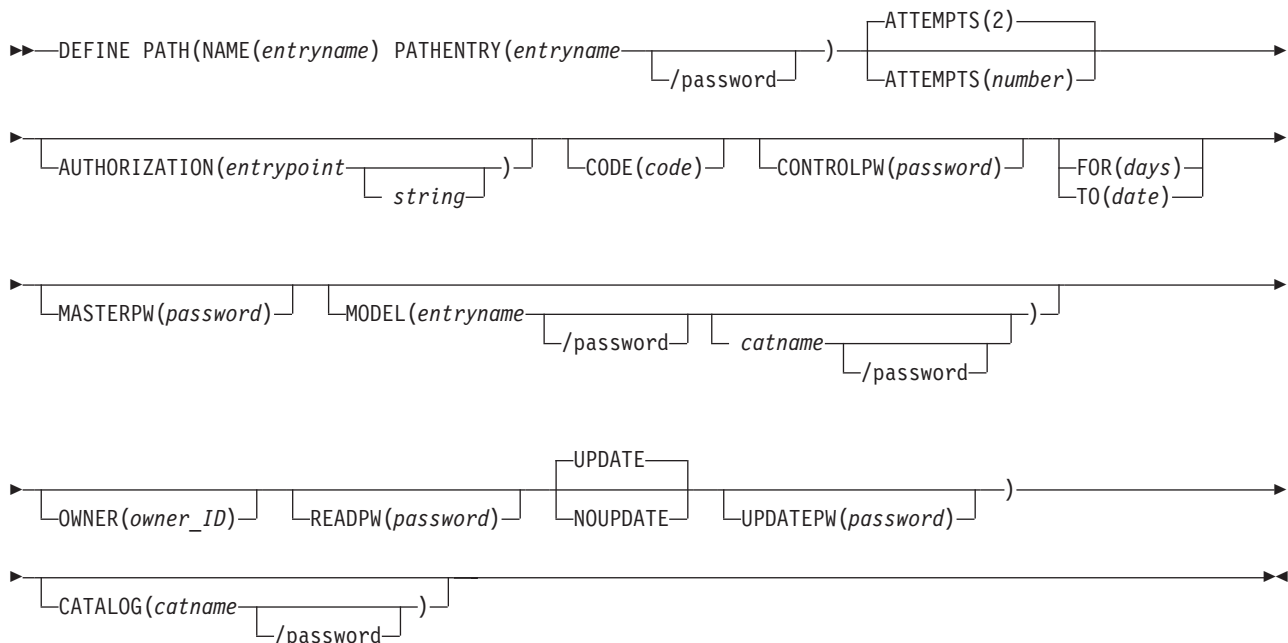 ATTEMPTS(2)
DEFINE PATH(NAME(entryname) PATHENTRY(entryname /password ) ATTEMPTS(number)
AUTHORIZATION(entrypoint string ) CODE(code) CONTROLPW(password) FOR(days)
TO(date)
MASTERPW(password) MODEL(entryname /password catname /password )
UPDATE
OWNER(owner_ID) READPW(password) NOUPDATE UPDATEPW(password) )
CATALOG(catname /password )